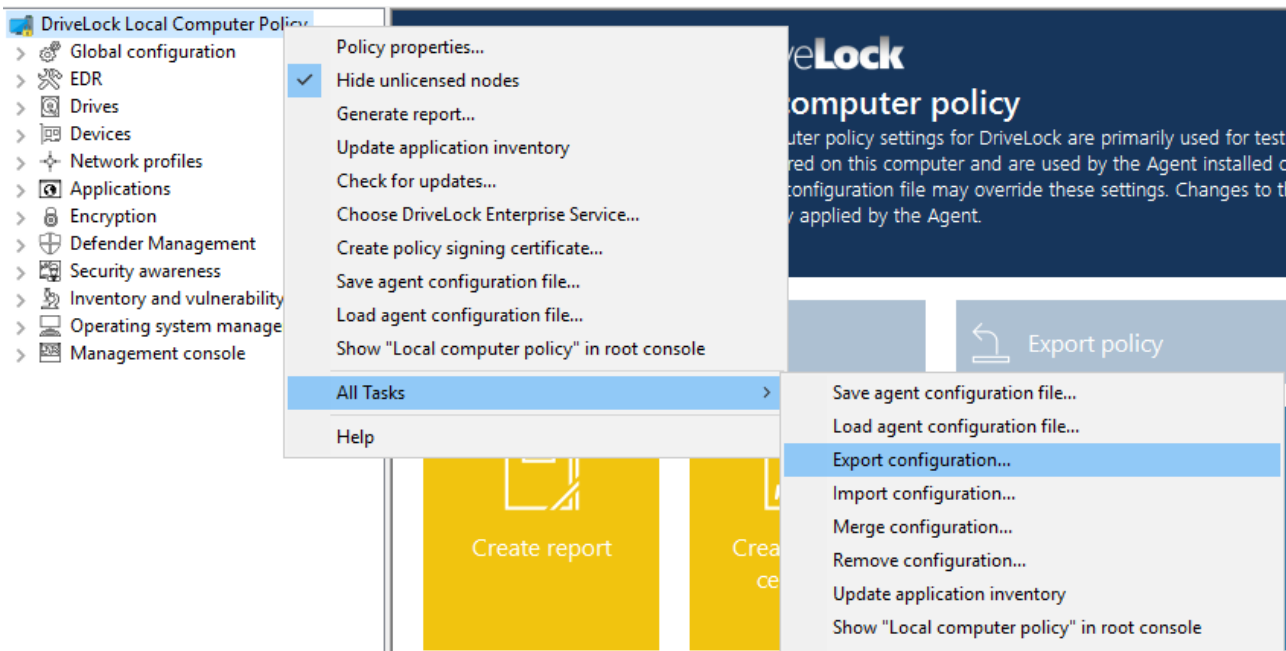 DriveLock Local Computer Policy
Global configuration
EDR
Drives
Devices
Network profiles
Applications
Encryption
Defender Management
Security awareness
Inventory and vulnerability
Operating system manage
Management console
Policy properties...
Hide unlicensed nodes
Generate report...
Update application inventory
Check for updates...
Choose DriveLock Enterprise Service...
Create policy signing certificate...
Save agent configuration file...
Load agent configuration file...
Show "Local computer policy" in root console
All Tasks
Help
veLock
computer policy
uter policy settings for DriveLock are primarily used for test
red on this computer and are used by the Agent installed
configuration file may override these settings. Changes to
y applied by the Agent.
Export policy
Save agent configuration file...
Load agent configuration file...
Export configuration...
Import configuration...
Merge configuration...
Remove configuration...
Update application inventory
Show "Local computer policy" in root console
Create report
Crea
ce